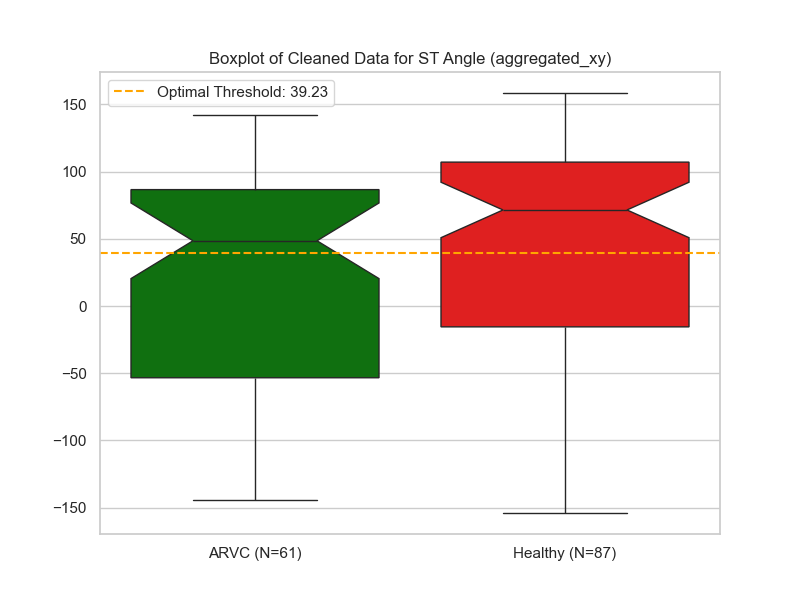 Boxplot of Cleaned Data for ST Angle (aggregated_xy)
Optimal Threshold: 39.23
150
100
50
0
−50
−100
−150
ARVC (N=61)
Healthy (N=87)